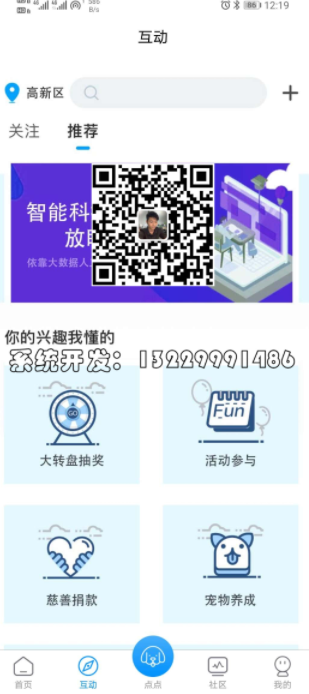 585
B/s
86
12:19
互动
高新区
关注
推荐
智能科
放
依靠大数据人
你的兴趣我懂的
系统开发：13229991486
GO
Fun
大转盘抽奖
活动参与
慈善捐款
宠物养成
首页
互动
点点
社区
我的